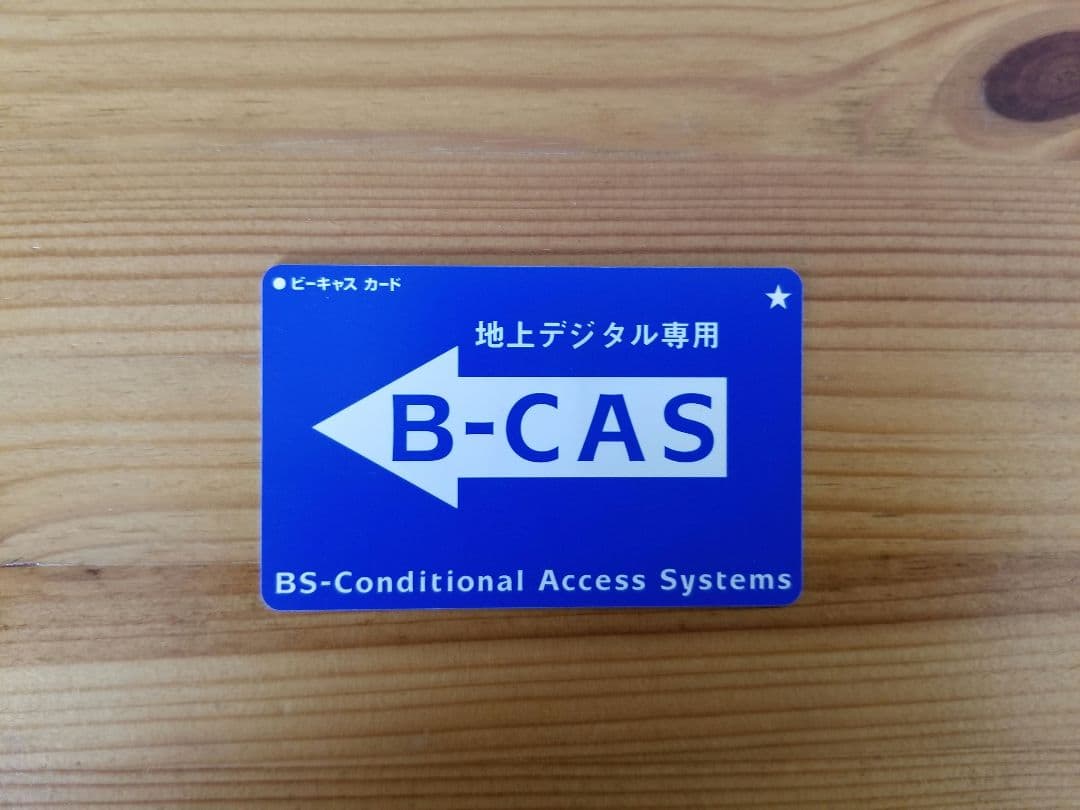 ●ビーキャス カード
★
地上デジタル専用
B-CAS
BS-Conditional Access Systems